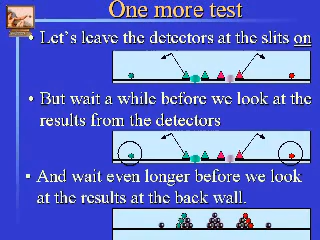 One more test
• Let's leave the detectors at the slits on
• But wait a while before we look at the
results from the detectors
▪ And wait even longer before we look
at the results at the back wall.